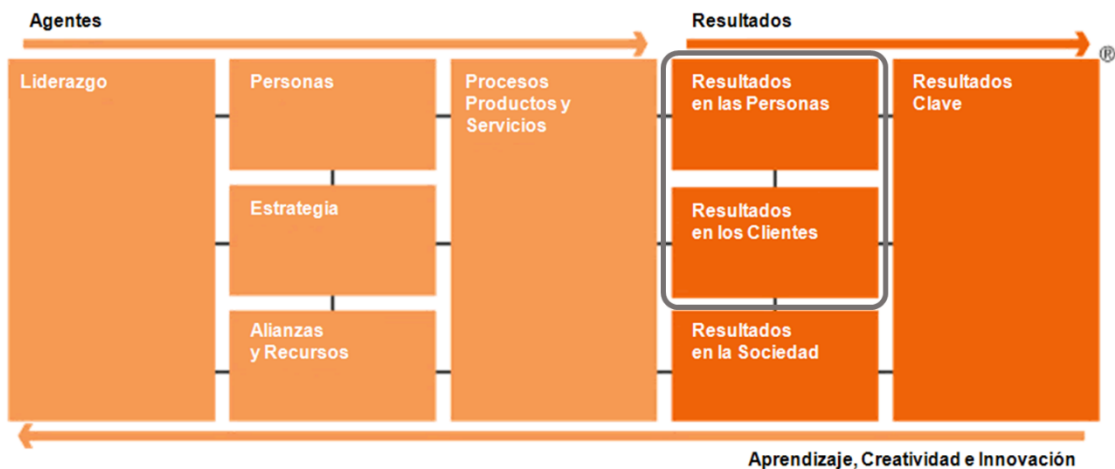 Agentes
Resultados
®
Liderazgo
Personas
Procesos
Productos y
Servicios
Resultados
en las Personas
Resultados
Clave
Estrategia
Resultados
en los Clientes
Alianzas
y Recursos
Resultados
en la Sociedad
Aprendizaje, Creatividad e Innovación